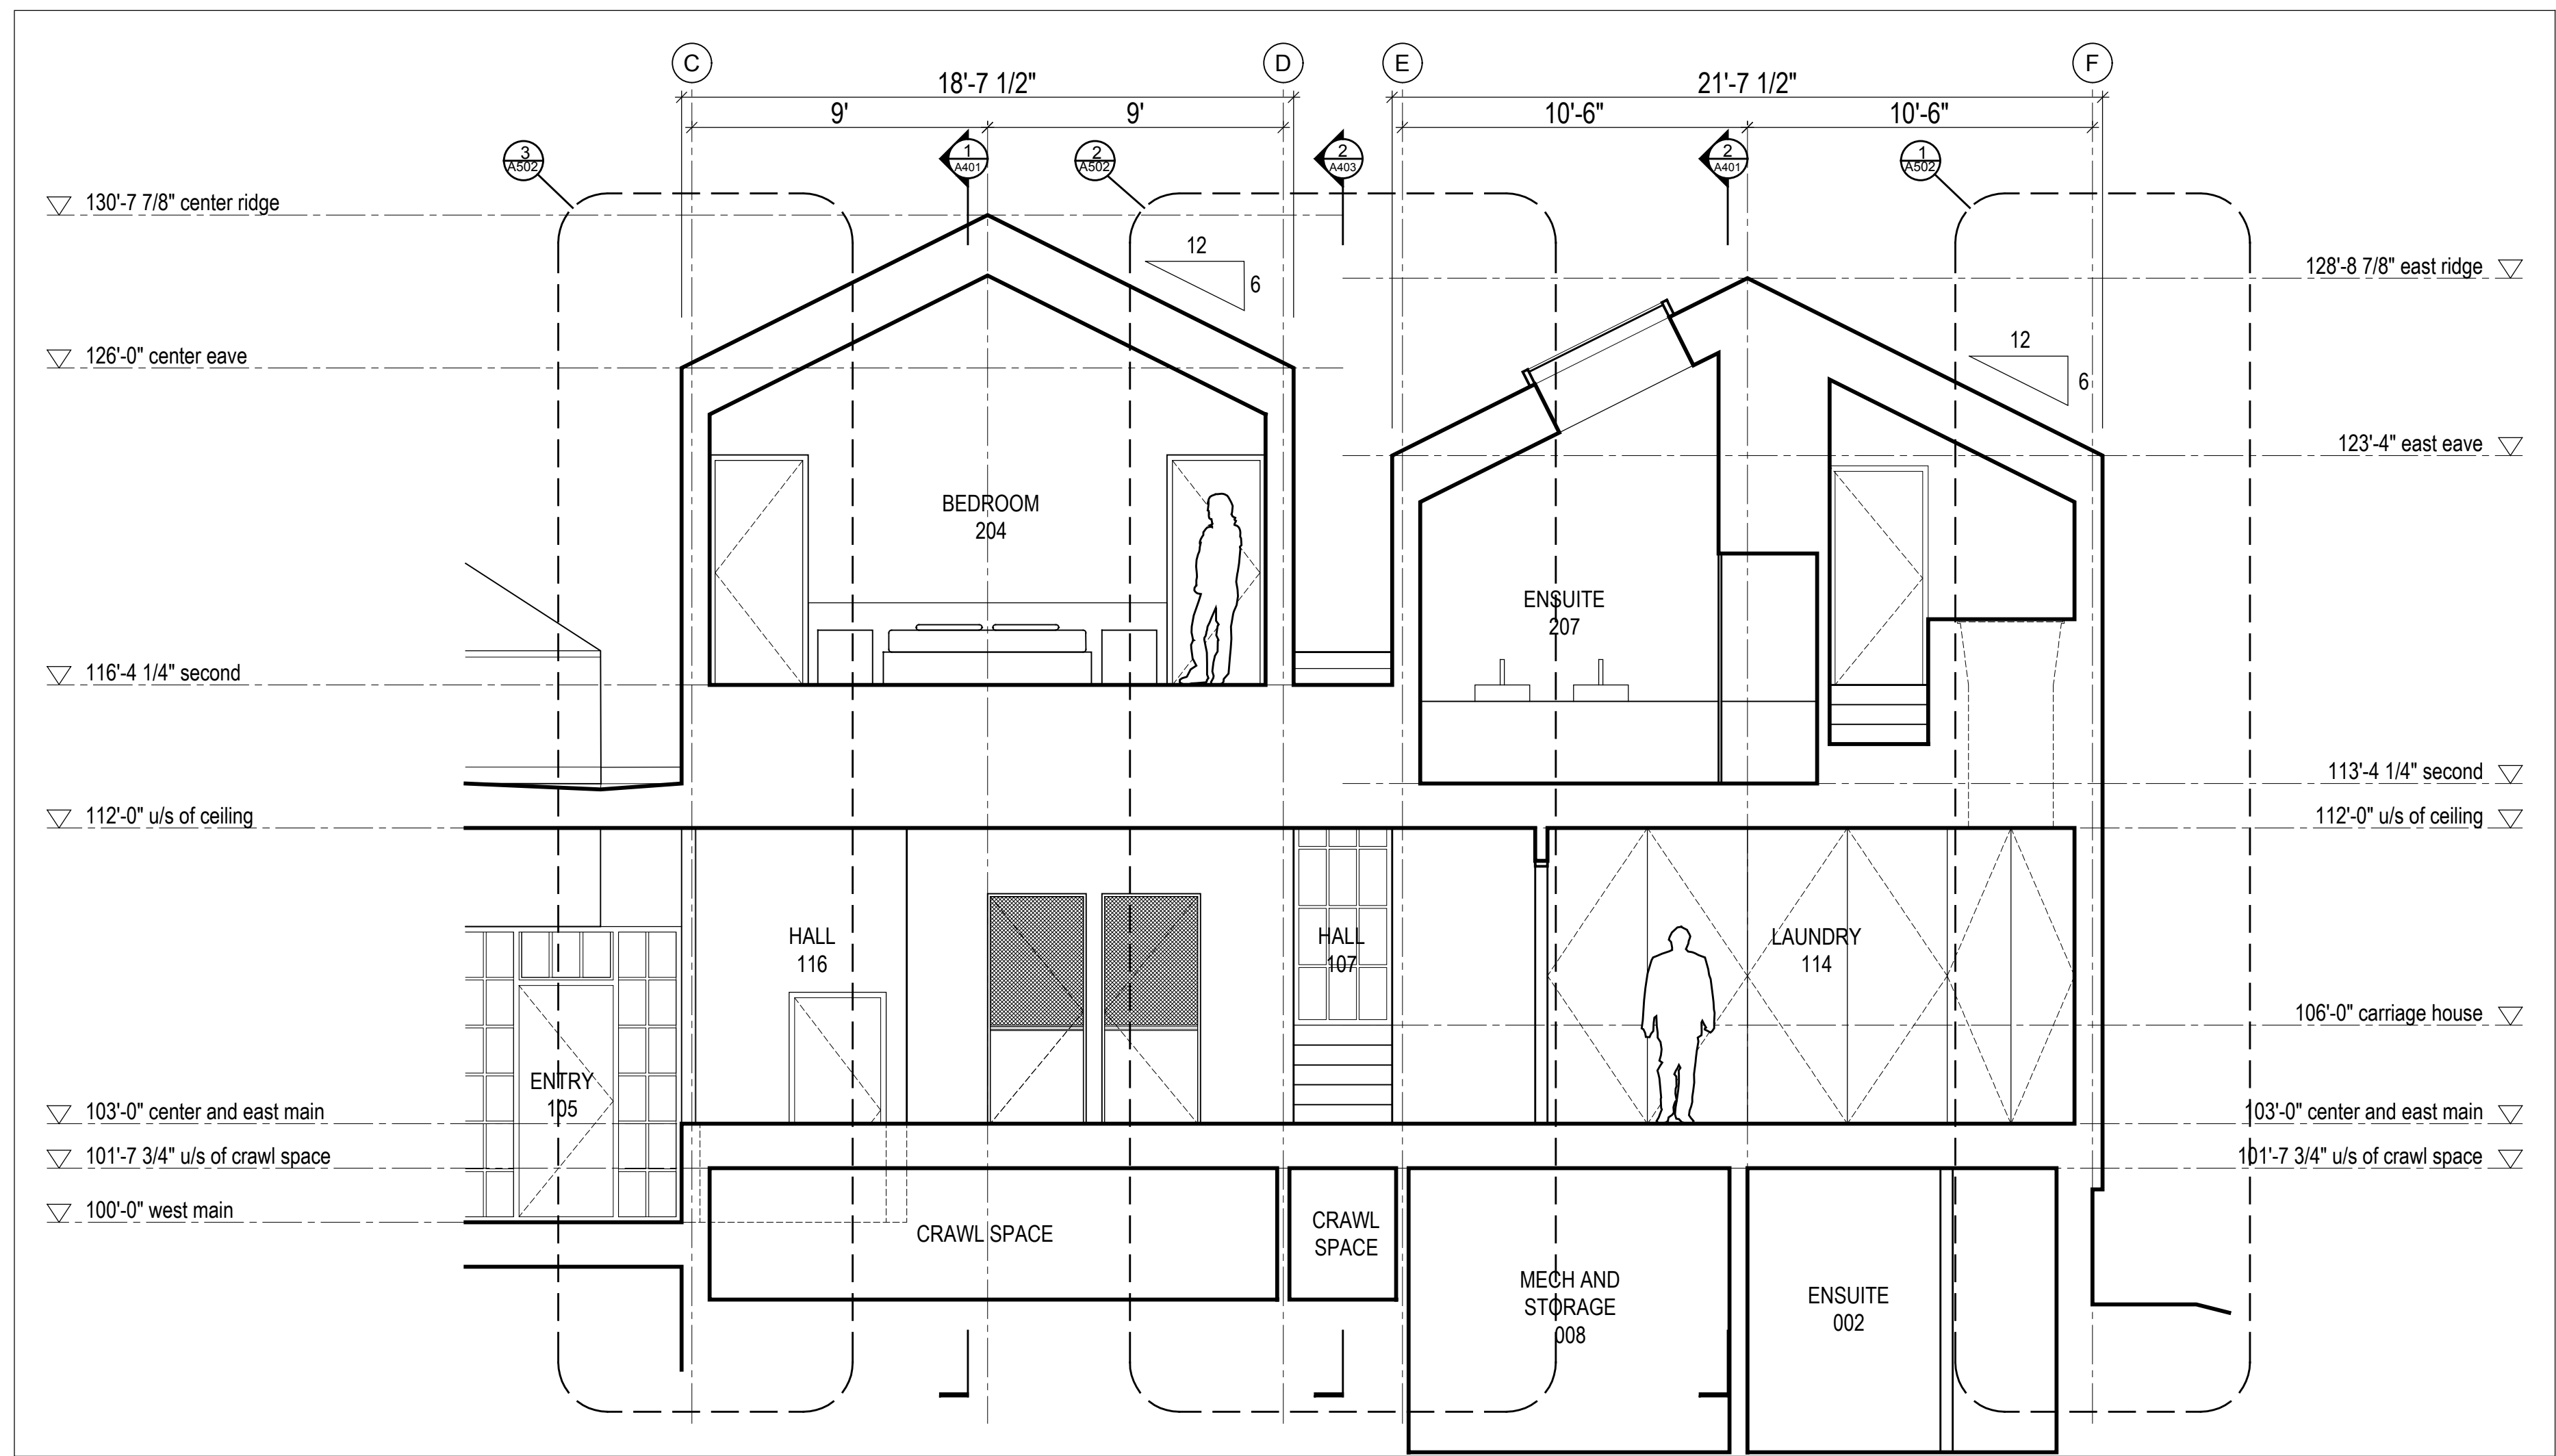 C
D
E
F
18'-7 1/2"
21'-7 1/2"
9'
9'
10'-6"
10'-6"
3
A502
1
A401
2
A502
2
A403
2
A401
1
A502
130'-7 7/8" center ridge
12
6
128'-8 7/8" east ridge
126'-0" center eave
12
6
123'-4" east eave
BEDROOM
204
ENSUITE
207
116'-4 1/4" second
113'-4 1/4" second
112'-0" u/s of ceiling
112'-0" u/s of ceiling
HALL
116
HALL
107
LAUNDRY
114
106'-0" carriage house
ENTRY
105
103'-0" center and east main
103'-0" center and east main
101'-7 3/4" u/s of crawl space
101'-7 3/4" u/s of crawl space
100'-0" west main
CRAWL SPACE
CRAWL
SPACE
MECH AND
STORAGE
008
ENSUITE
002